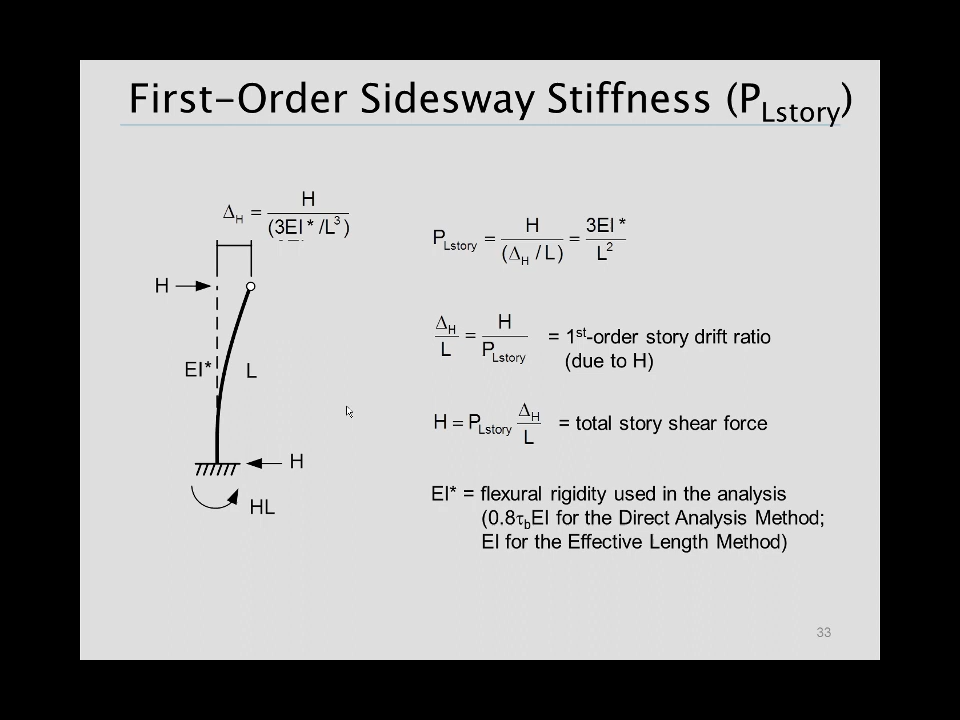 First-Order Sidesway Stiffness (P_Lstory)
Δ_H = H / (3EI* /L³)
H
EI*
L
H
HL
P_Lstory = H / (Δ_H / L) = 3EI* / L²
Δ_H / L = H / P_Lstory = 1st-order story drift ratio
(due to H)
H = P_Lstory Δ_H / L = total story shear force
EI* = flexural rigidity used in the analysis
(0.8τ_bEI for the Direct Analysis Method;
EI for the Effective Length Method)
33